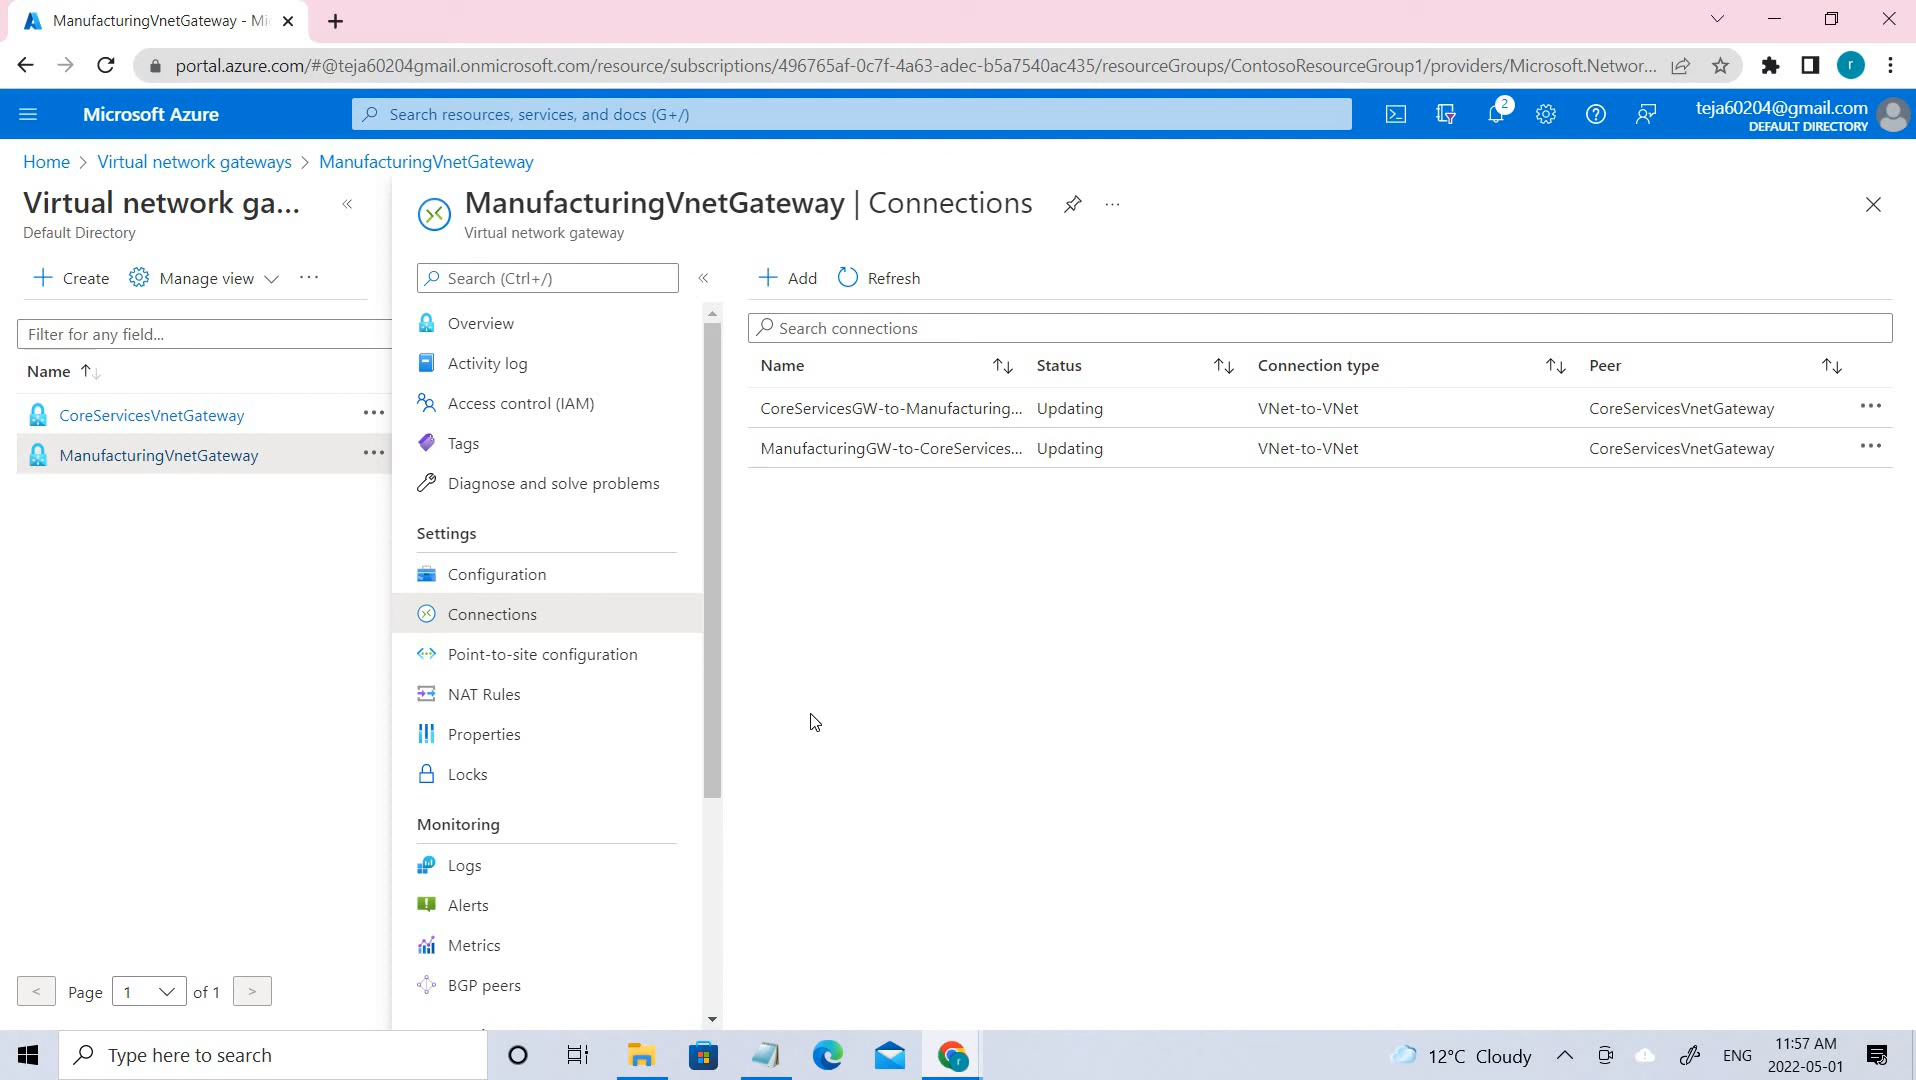 ManufacturingVnetGateway - Mi
portal.azure.com/#@teja60204gmail.onmicrosoft.com/resource/subscriptions/496765af-0c7f-4a63-adec-b5a7540ac435/resourceGroups/ContosoResourceGroup1/providers/Microsoft.Networ...
r
Microsoft Azure
Search resources, services, and docs (G+/)
2
teja60204@gmail.com
DEFAULT DIRECTORY
Home > Virtual network gateways > ManufacturingVnetGateway
Virtual network ga...
Default Directory
Create
Manage view
Filter for any field...
Name
CoreServicesVnetGateway
ManufacturingVnetGateway
< Page 1 of 1 >
ManufacturingVnetGateway | Connections
Virtual network gateway
Search (Ctrl+/)
Overview
Activity log
Access control (IAM)
Tags
Diagnose and solve problems
Settings
Configuration
Connections
Point-to-site configuration
NAT Rules
Properties
Locks
Monitoring
Logs
Alerts
Metrics
BGP peers
Add
Refresh
Search connections
Name Status Connection type Peer
CoreServicesGW-to-Manufacturing... Updating VNet-to-VNet CoreServicesVnetGateway
ManufacturingGW-to-CoreServices... Updating VNet-to-VNet CoreServicesVnetGateway
Type here to search
12°C Cloudy
ENG
11:57 AM
2022-05-01